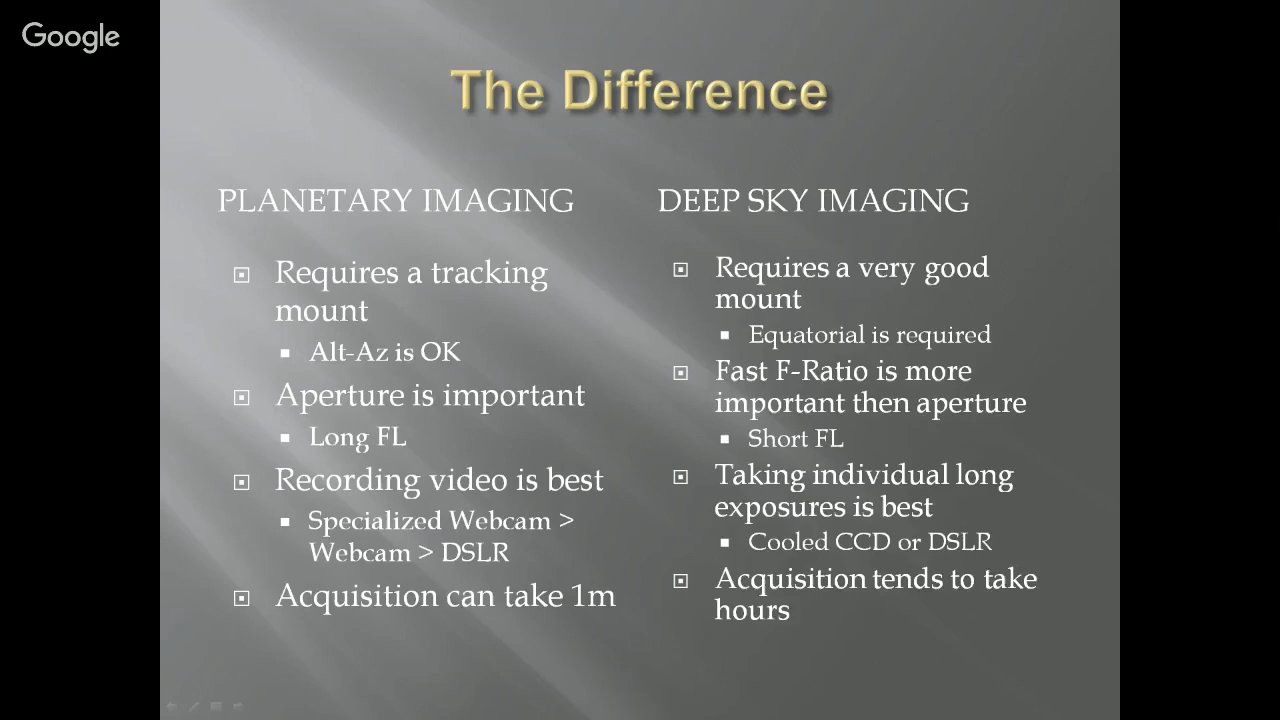 Google
The Difference
PLANETARY IMAGING
Requires a tracking
mount
Alt-Az is OK
Aperture is important
Long FL
Recording video is best
Specialized Webcam >
Webcam > DSLR
Acquisition can take 1m
DEEP SKY IMAGING
Requires a very good
mount
Equatorial is required
Fast F-Ratio is more
important then aperture
Short FL
Taking individual long
exposures is best
Cooled CCD or DSLR
Acquisition tends to take
hours